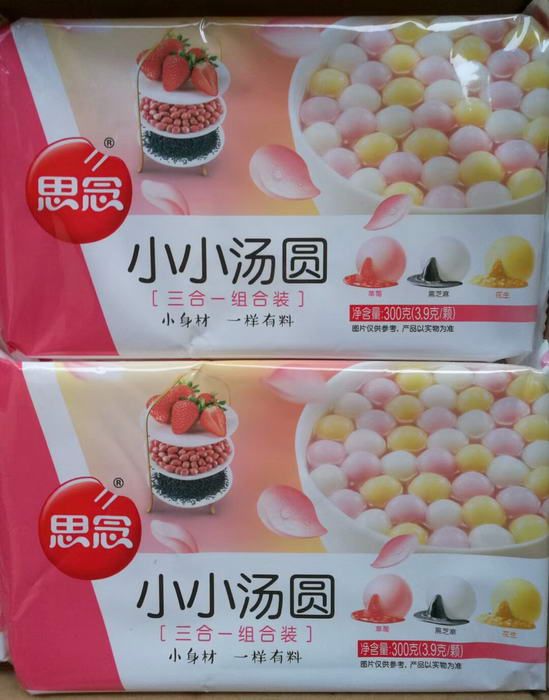 ®
思念
小小汤圆
[三合一组合装]
小身材 一样有料
草莓 黑芝麻 花生
净含量:300克(3.9克/颗)
图片仅供参考，产品以实物为准
®
思念
小小汤圆
[三合一组合装]
小身材 一样有料
草莓 黑芝麻 花生
净含量:300克(3.9克/颗)
图片仅供参考，产品以实物为准